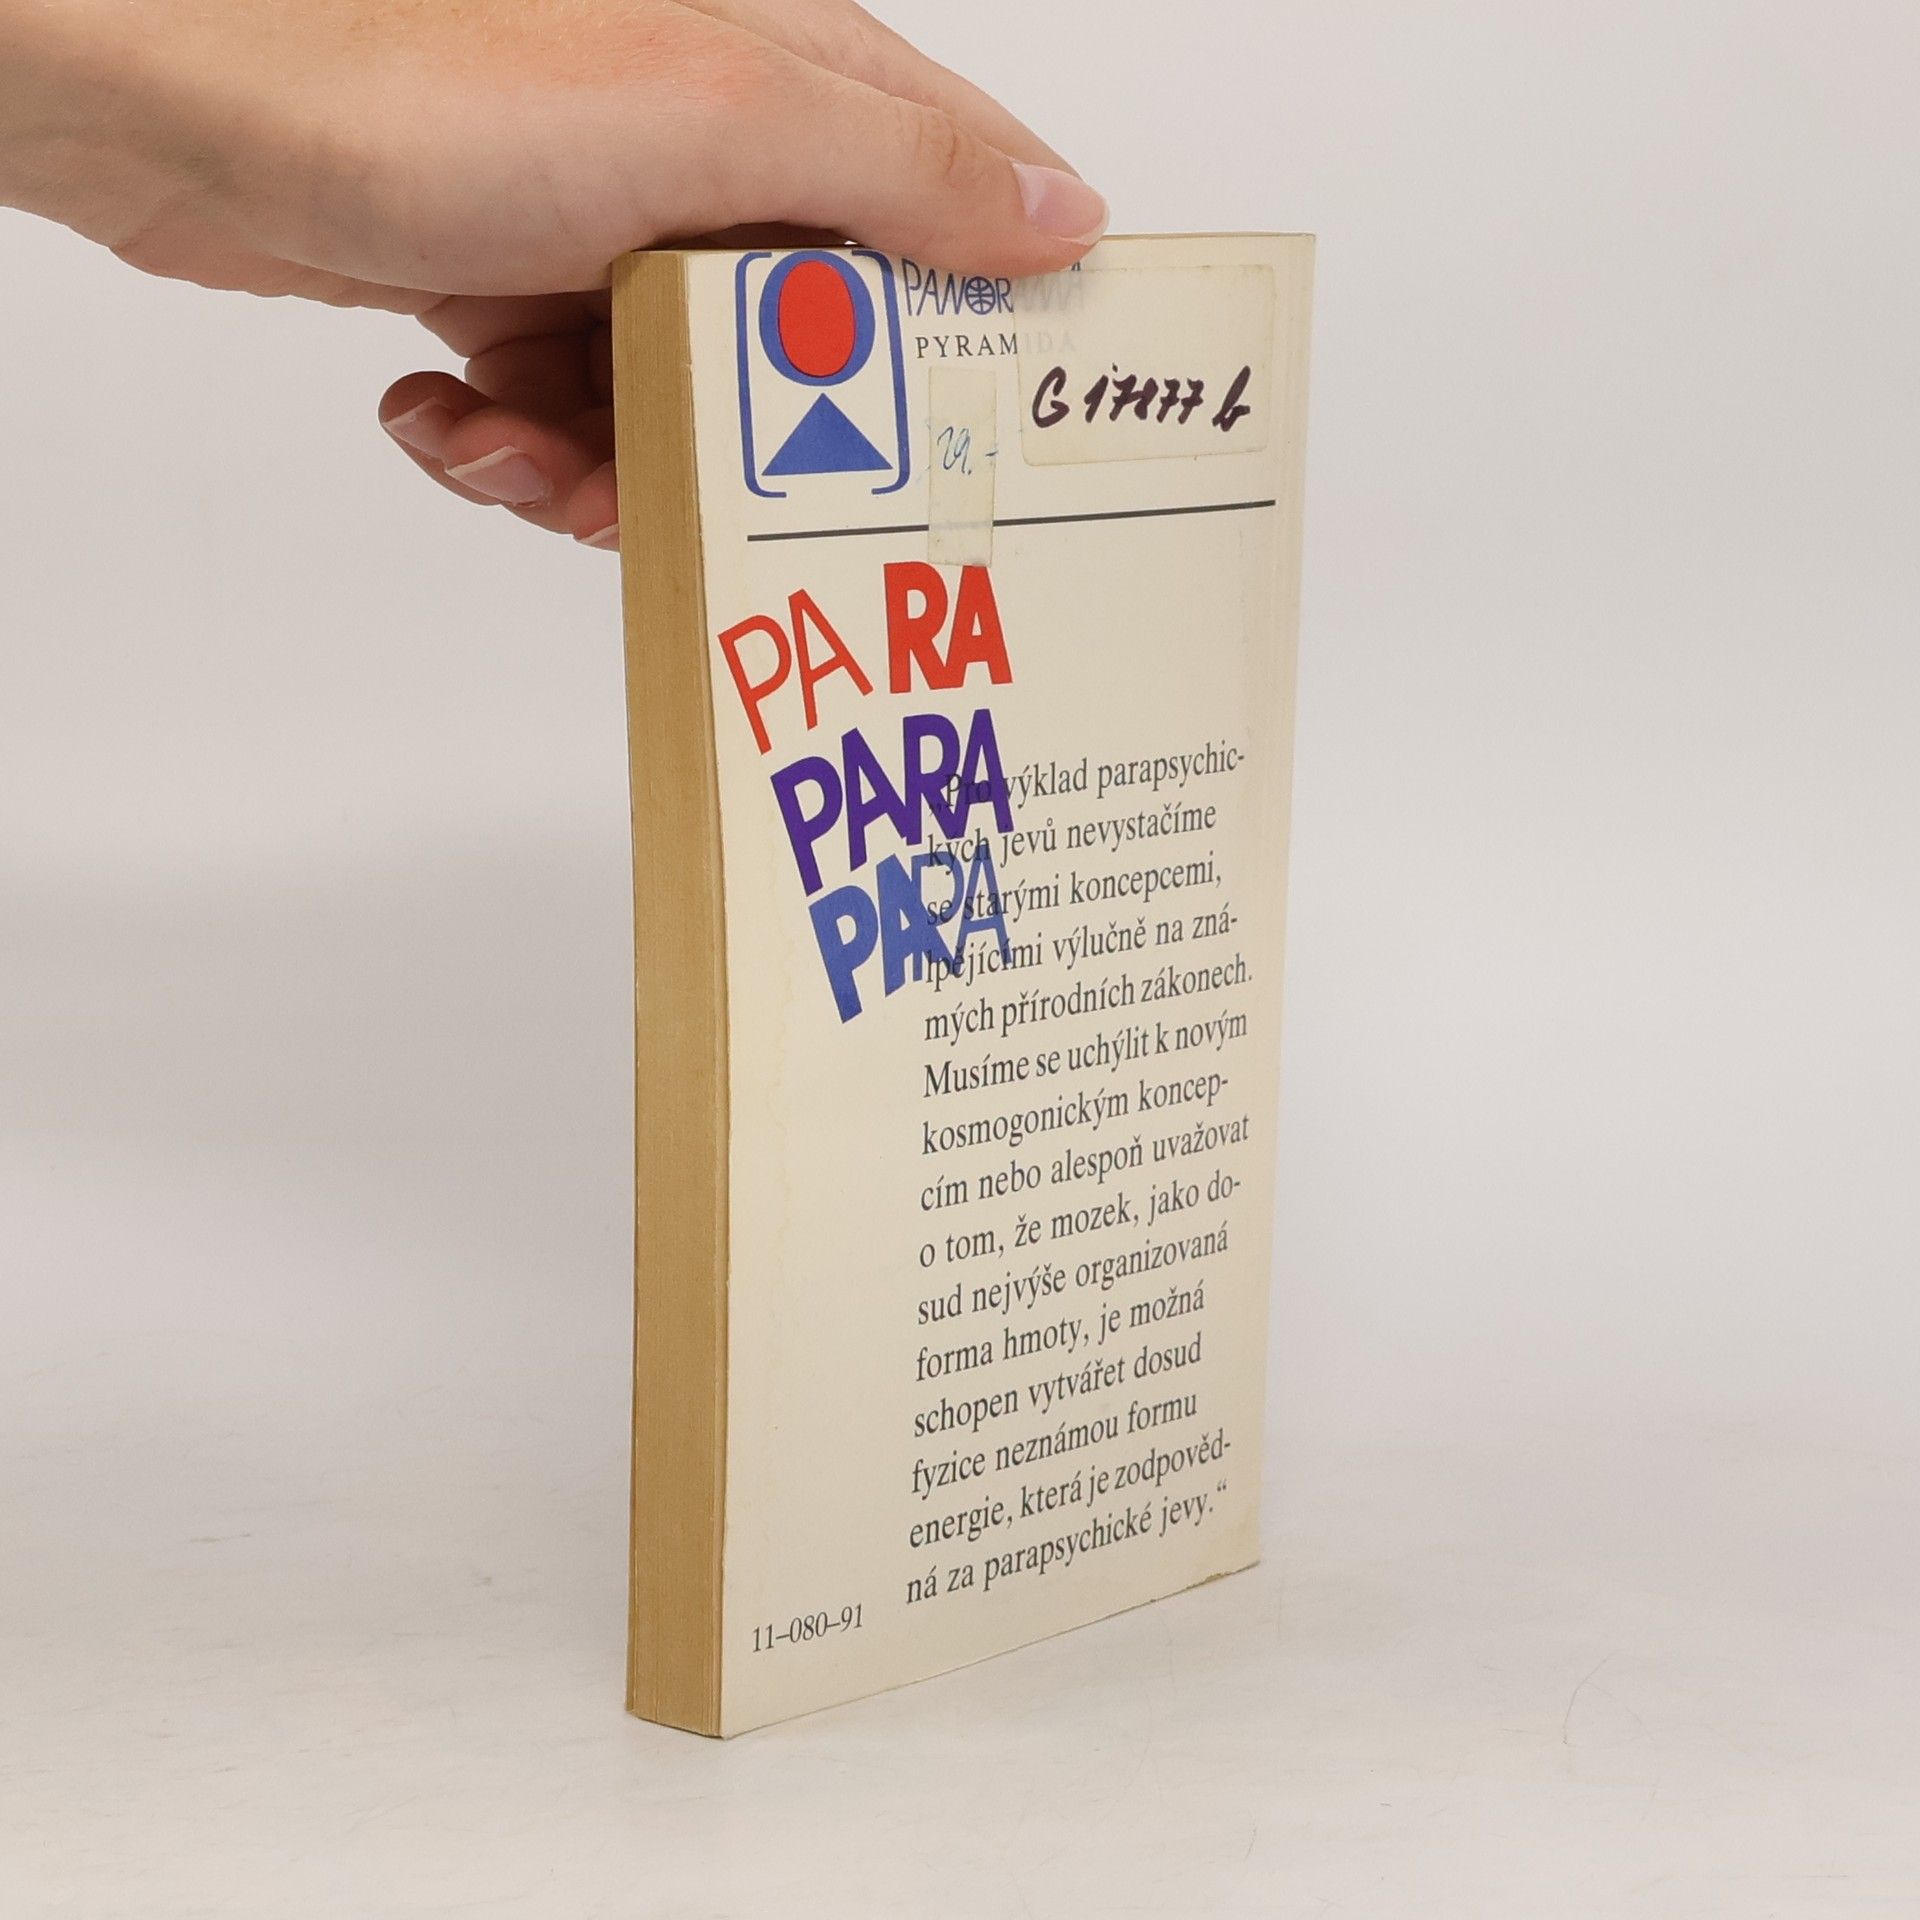 PANORAMA
PYRAMIDA
29.-
PARA
PARA
PARA
„Pro výklad parapsychic-
kých jevů nevystačíme
se starými koncepcemi,
lpějícími výlučně na zná-
mých přírodních zákonech.
Musíme se uchýlit k novým
kosmogonickým koncep-
cím nebo alespoň uvažovat
o tom, že mozek, jako do-
sud nejvýše organizovaná
forma hmoty, je možná
schopen vytvářet dosud
fyzice neznámou formu
energie, která je zodpověd-
ná za parapsychické jevy.“
11–080–91